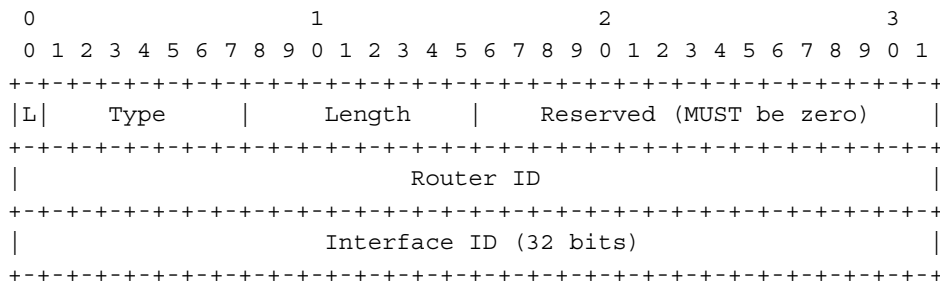 0                   1                   2                   3
 0 1 2 3 4 5 6 7 8 9 0 1 2 3 4 5 6 7 8 9 0 1 2 3 4 5 6 7 8 9 0 1
+-+-+-+-+-+-+-+-+-+-+-+-+-+-+-+-+-+-+-+-+-+-+-+-+-+-+-+-+-+-+-+-+
|L|    Type     |     Length    |    Reserved (MUST be zero)    |
+-+-+-+-+-+-+-+-+-+-+-+-+-+-+-+-+-+-+-+-+-+-+-+-+-+-+-+-+-+-+-+-+
|                           Router ID                           |
+-+-+-+-+-+-+-+-+-+-+-+-+-+-+-+-+-+-+-+-+-+-+-+-+-+-+-+-+-+-+-+-+
|                     Interface ID (32 bits)                    |
+-+-+-+-+-+-+-+-+-+-+-+-+-+-+-+-+-+-+-+-+-+-+-+-+-+-+-+-+-+-+-+-+